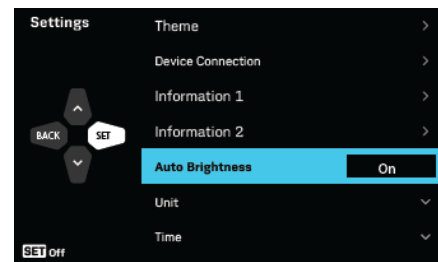 Settings
Theme
Device Connection
Information 1
Information 2
BACK
SET
Auto Brightness
On
Unit
Time
SET Off